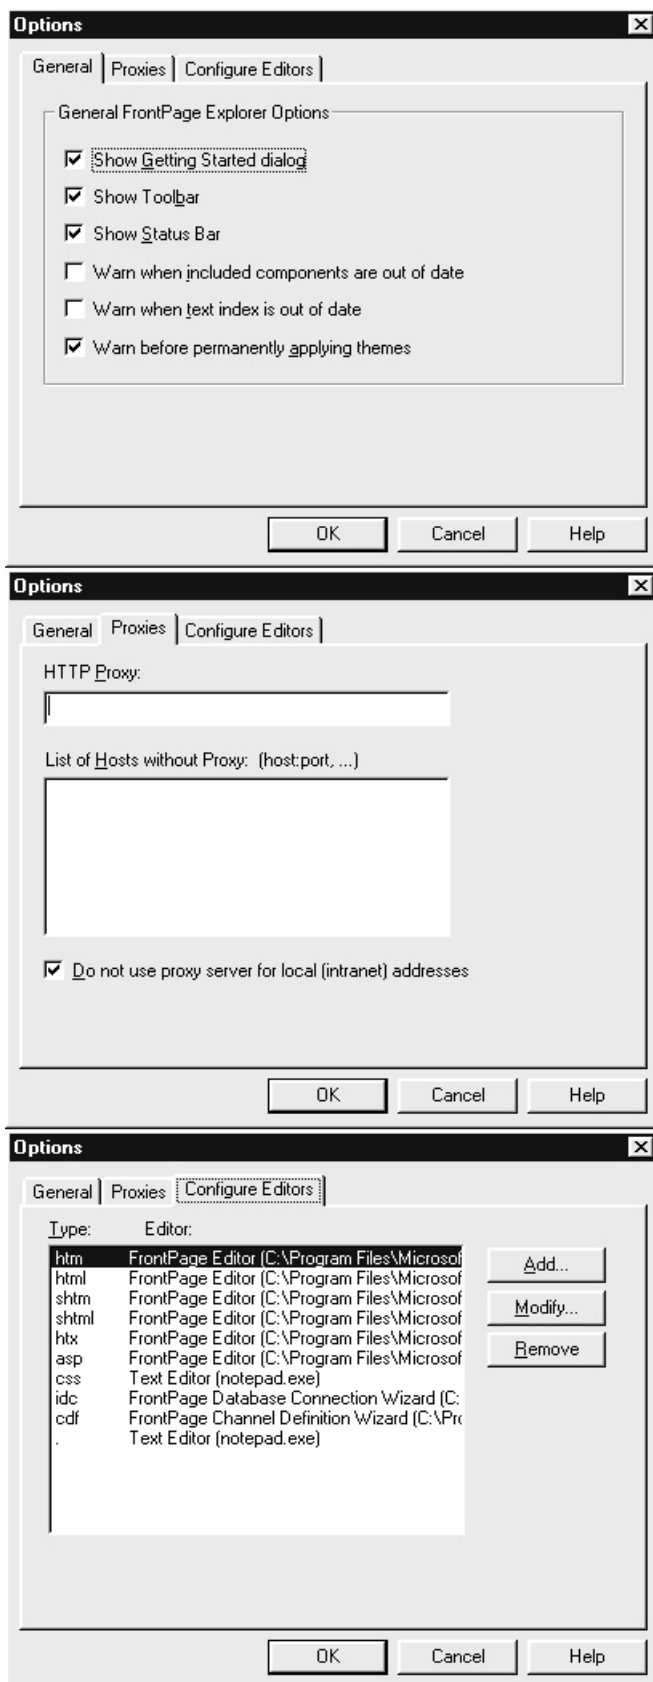 Options
General Proxies Configure Editors
General FrontPage Explorer Options
Show Getting Started dialog
Show Toolbar
Show Status Bar
Warn when included components are out of date
Warn when text index is out of date
Warn before permanently applying themes
OK Cancel Help
Options
General Proxies Configure Editors
HTTP Proxy:
List of Hosts without Proxy: (host:port, ...)
Do not use proxy server for local (intranet) addresses
OK Cancel Help
Options
General Proxies Configure Editors
Type: Editor:
htm FrontPage Editor (C:\Program Files\Microsof
html FrontPage Editor (C:\Program Files\Microsof
shtm FrontPage Editor (C:\Program Files\Microsof
shtml FrontPage Editor (C:\Program Files\Microsof
htx FrontPage Editor (C:\Program Files\Microsof
asp FrontPage Editor (C:\Program Files\Microsof
css Text Editor (notepad.exe)
idc FrontPage Database Connection Wizard (C:
cdf FrontPage Channel Definition Wizard (C:\Pro
. Text Editor (notepad.exe)
Add...
Modify...
Remove
OK Cancel Help